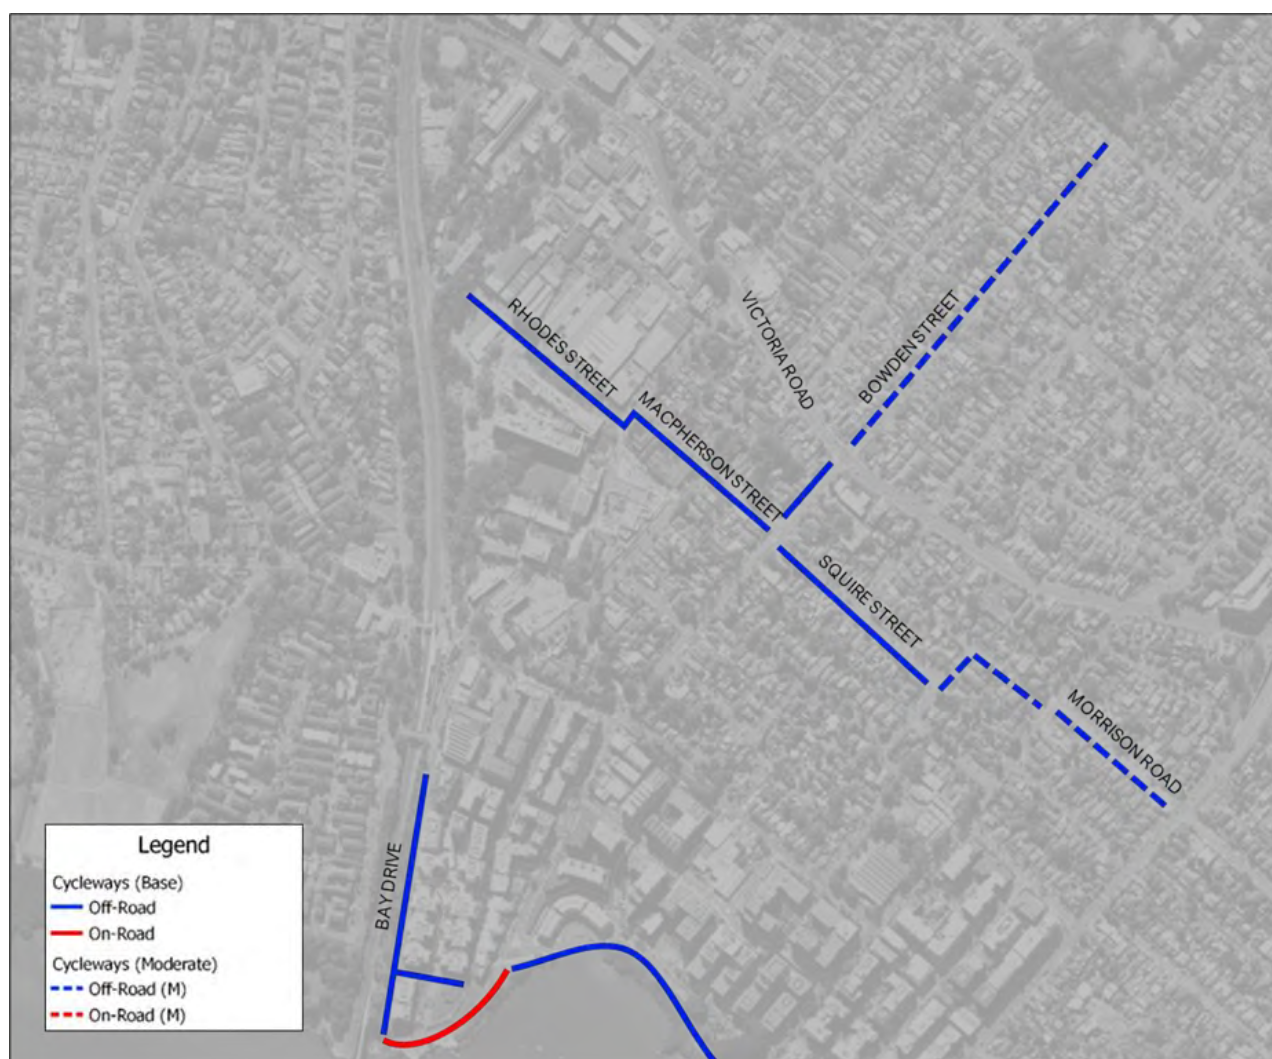 VICTORIA ROAD
BOWDEN STREET
RHODES STREET
MACPHERSON STREET
SQUIRE STREET
MORRISON ROAD
BAY DRIVE
Legend
Cycleways (Base)
Off-Road
On-Road
Cycleways (Moderate)
Off-Road (M)
On-Road (M)